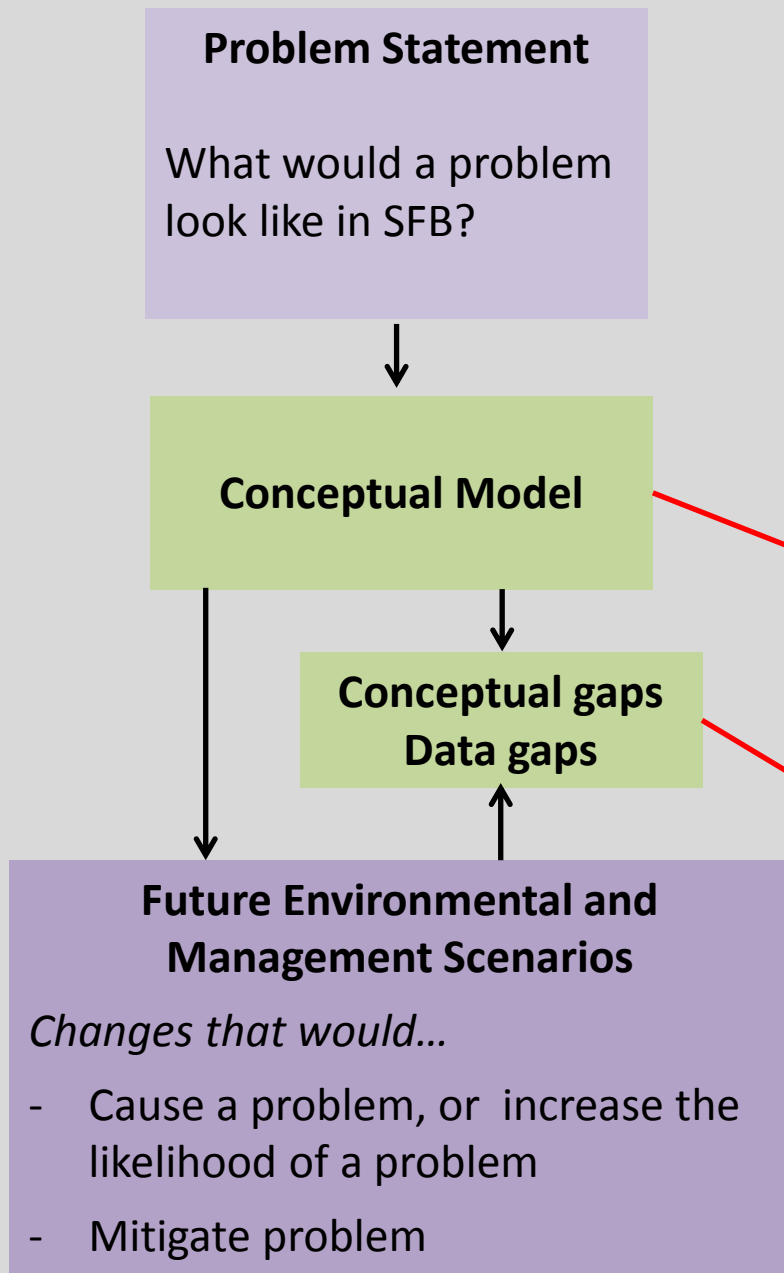 Problem Statement
What would a problem
look like in SFB?
Conceptual Model
Conceptual gaps
Data gaps
Future Environmental and
Management Scenarios
Changes that would…
- Cause a problem, or increase the
likelihood of a problem
- Mitigate problem